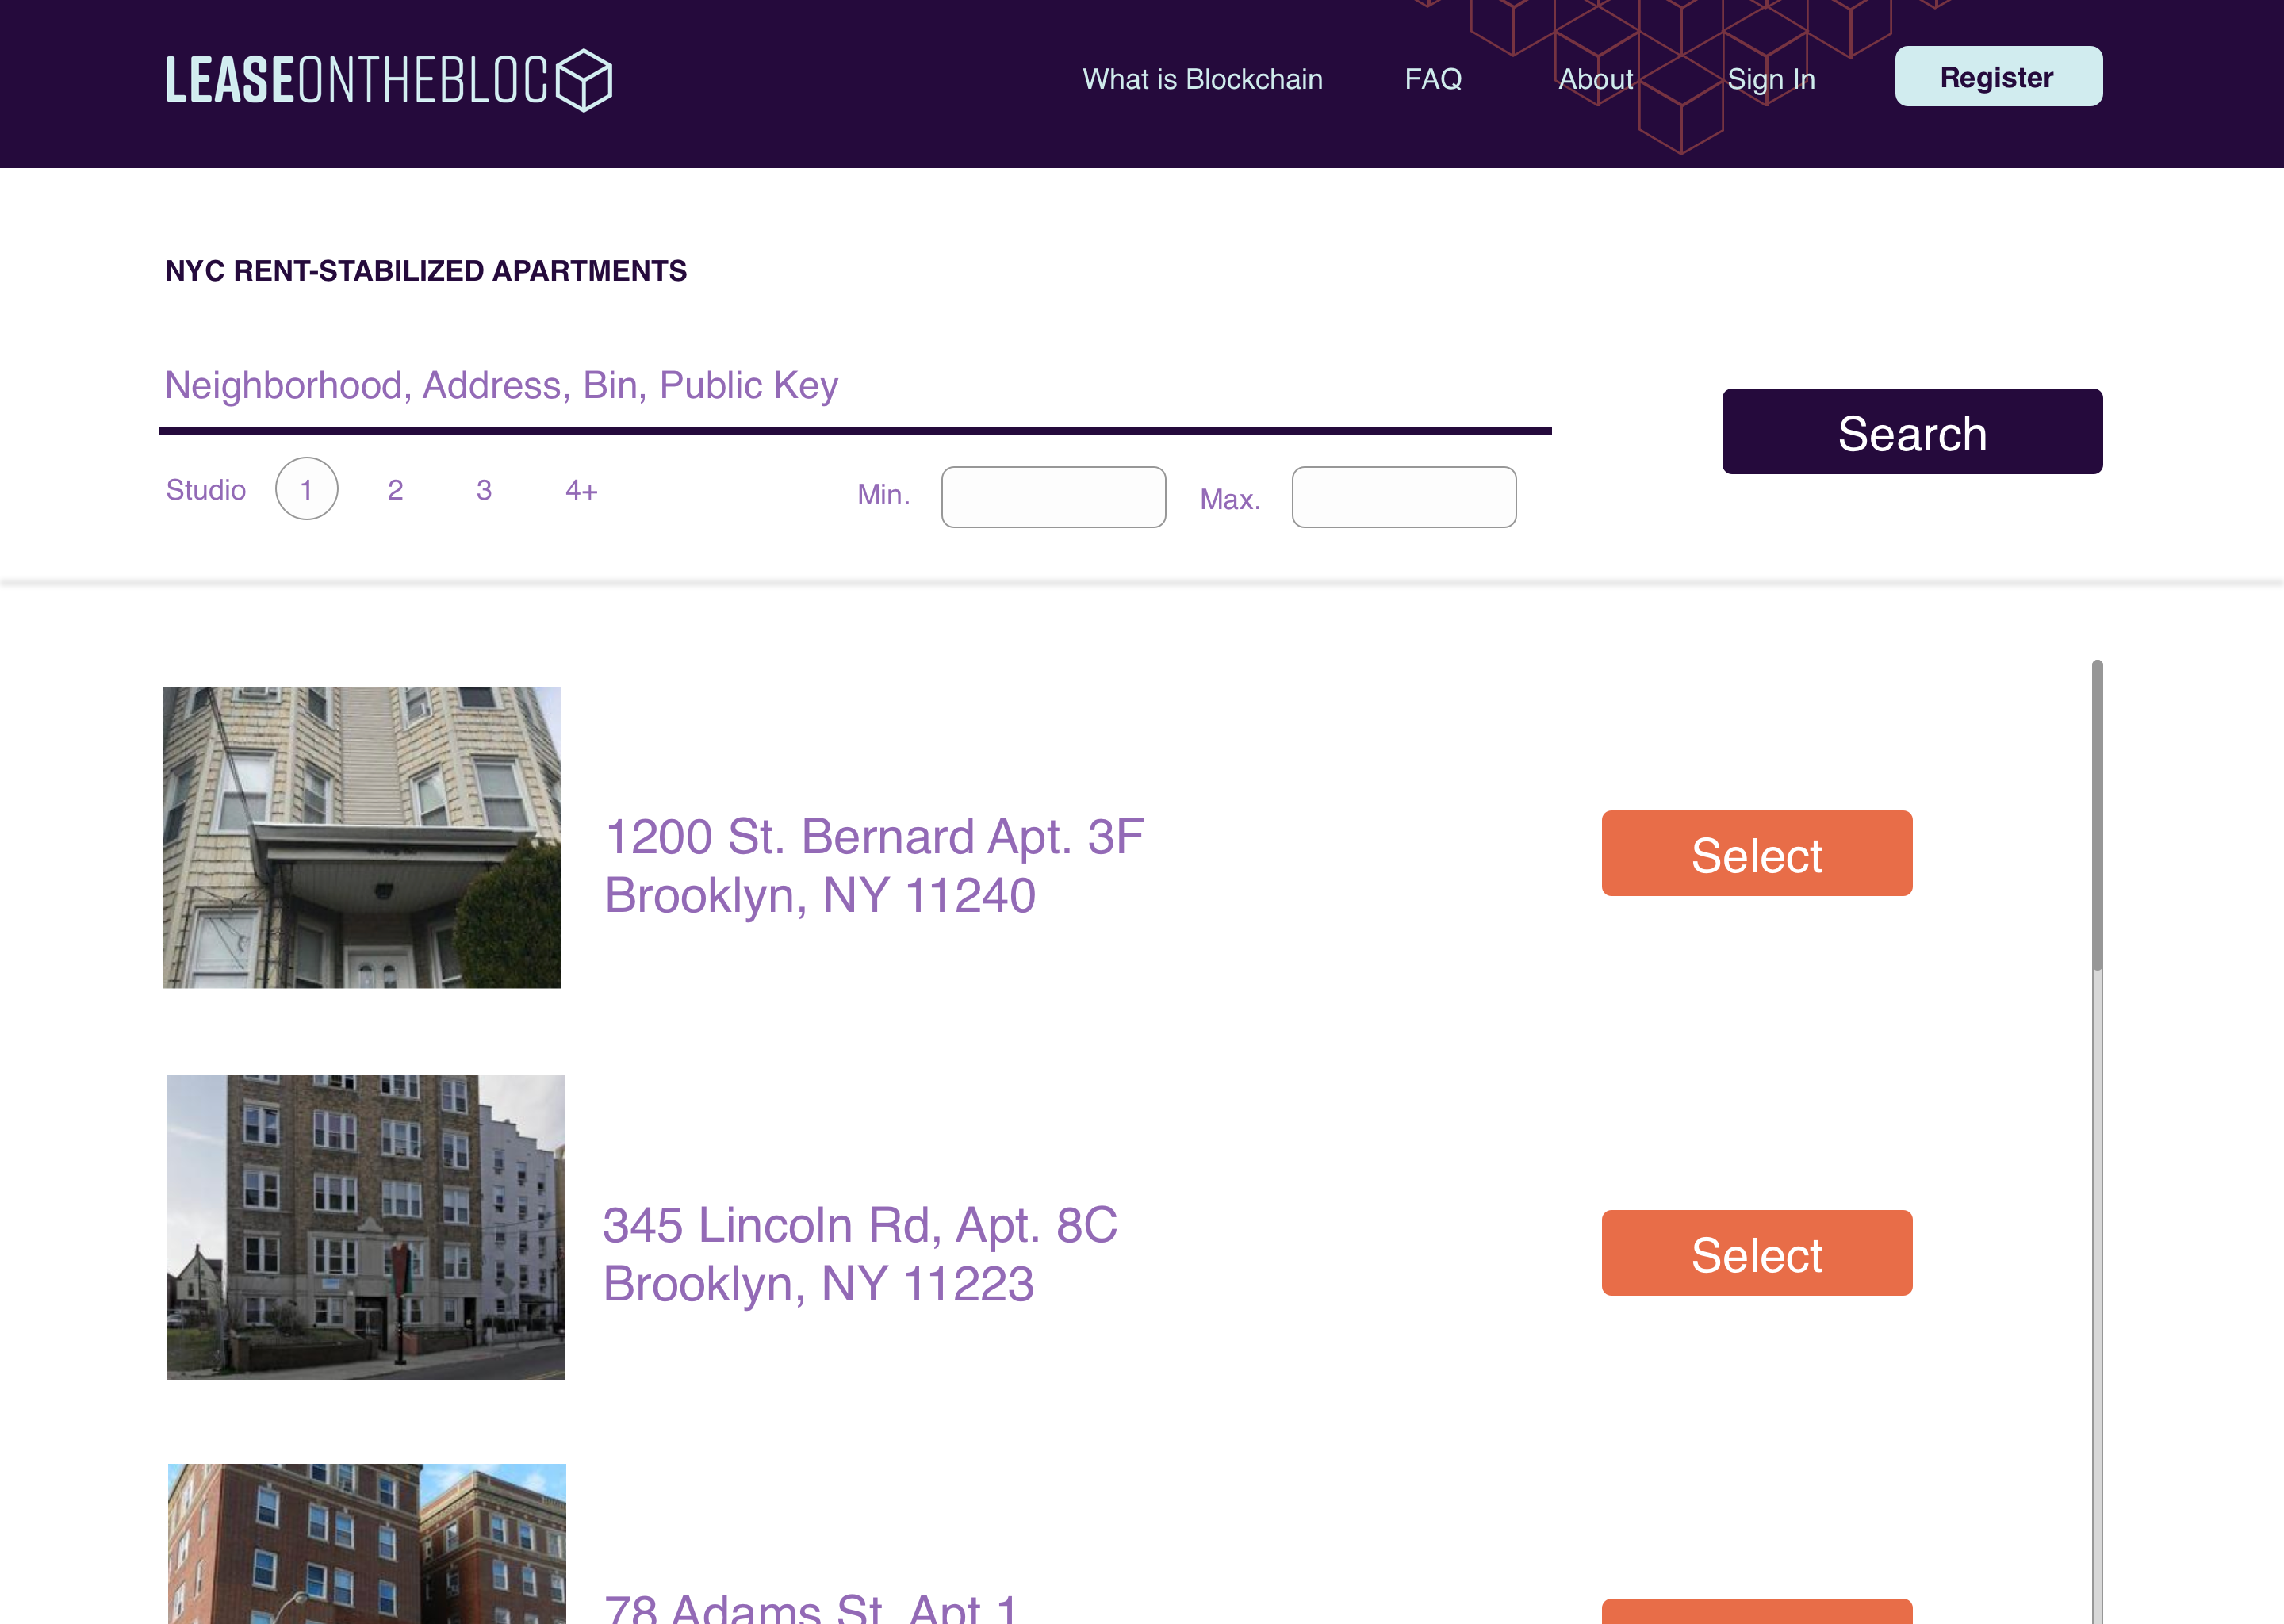 LEASEONTHEBLOC
What is Blockchain
FAQ
About
Sign In
Register
NYC RENT-STABILIZED APARTMENTS
Neighborhood, Address, Bin, Public Key
Search
Studio 1 2 3 4+
Min.
Max.
1200 St. Bernard Apt. 3F
Brooklyn, NY 11240
Select
345 Lincoln Rd, Apt. 8C
Brooklyn, NY 11223
Select
78 Adams St. Apt 1